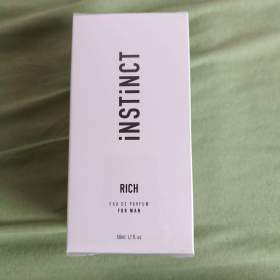 iNSTiNCT
RICH
EAU DE PARFUM
FOR MAN
50ml 1,7 fl. oz